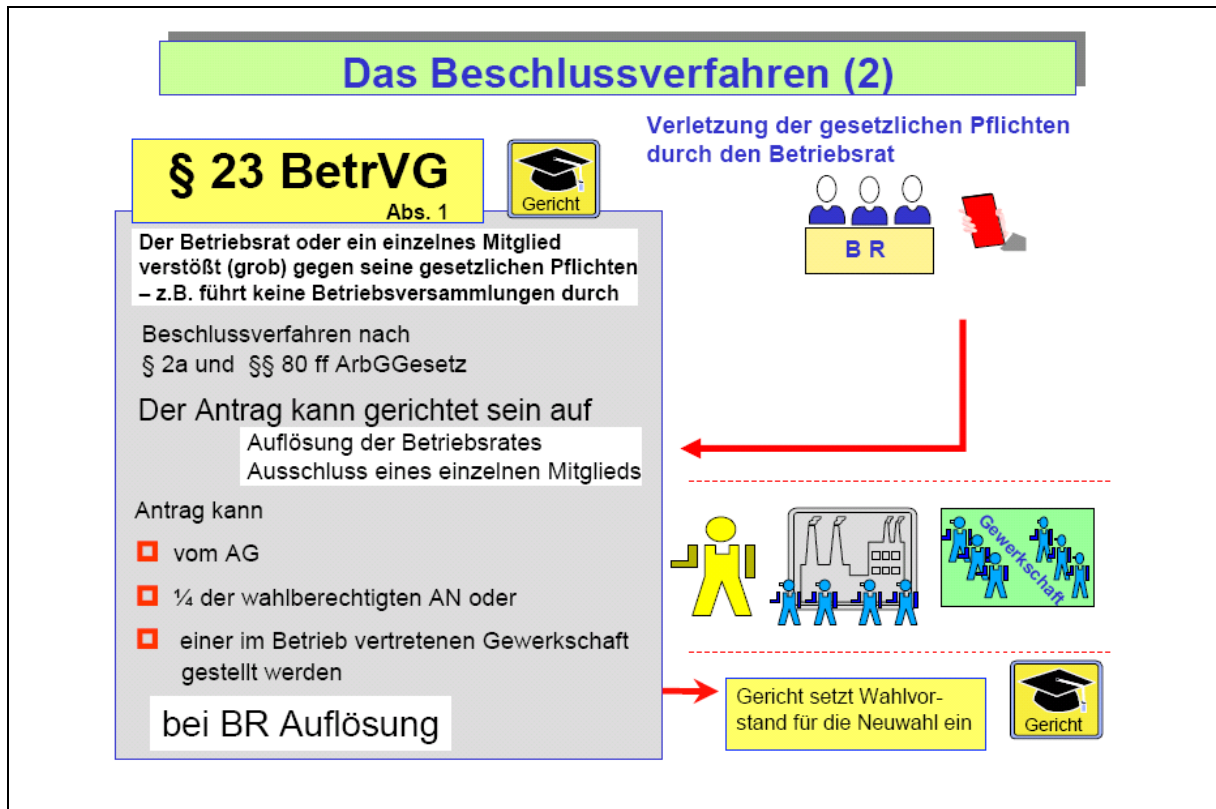 Das Beschlussverfahren (2)
§ 23 BetrVG
Abs. 1
Gericht
Verletzung der gesetzlichen Pflichten
durch den Betriebsrat
B R
Der Betriebsrat oder ein einzelnes Mitglied
verstößt (grob) gegen seine gesetzlichen Pflichten
– z.B. führt keine Betriebsversammlungen durch
Beschlussverfahren nach
§ 2a und §§ 80 ff ArbGGesetz
Der Antrag kann gerichtet sein auf
Auflösung der Betriebsrates
Ausschluss eines einzelnen Mitglieds
Antrag kann
vom AG
¼ der wahlberechtigten AN oder
einer im Betrieb vertretenen Gewerkschaft
gestellt werden
Gewerkschaft
bei BR Auflösung
Gericht setzt Wahlvor-
stand für die Neuwahl ein
Gericht